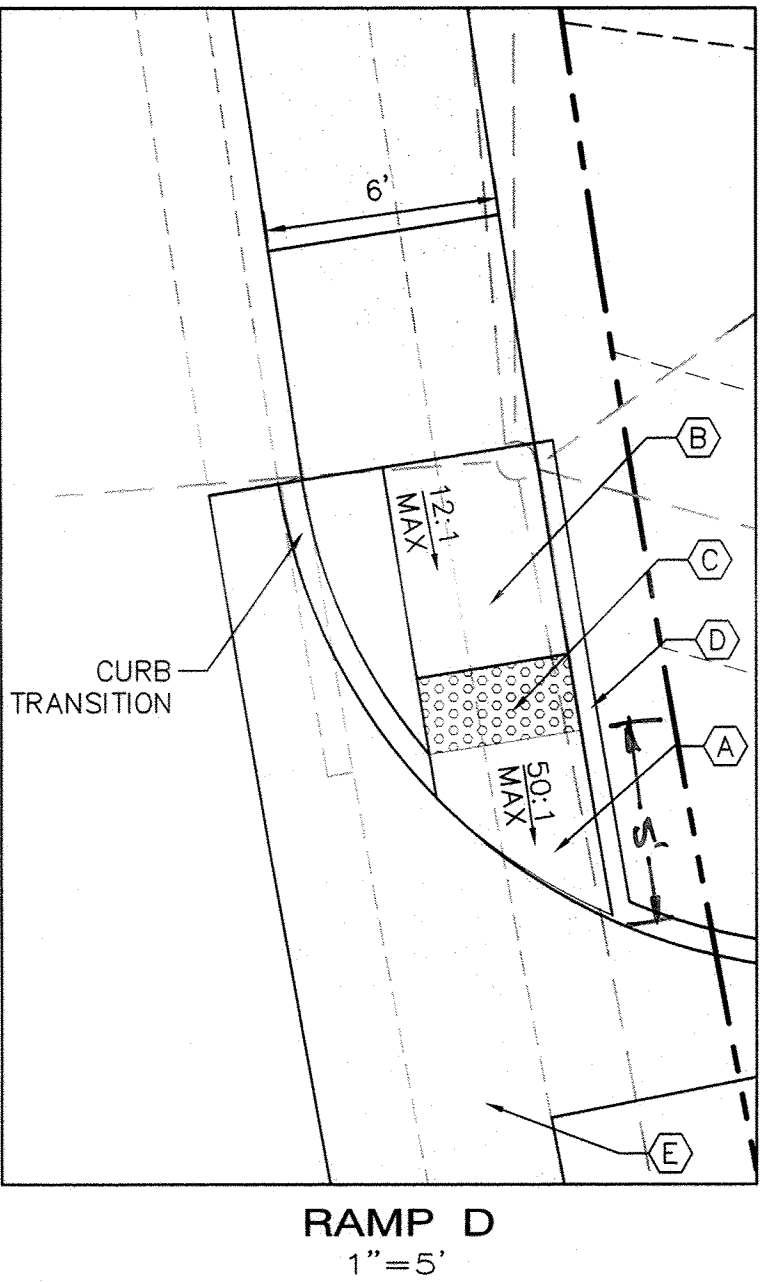 6'
B
12:1
MAX
C
D
CURB
TRANSITION
A
50:1
MAX
5'
E
RAMP D
1"=5'